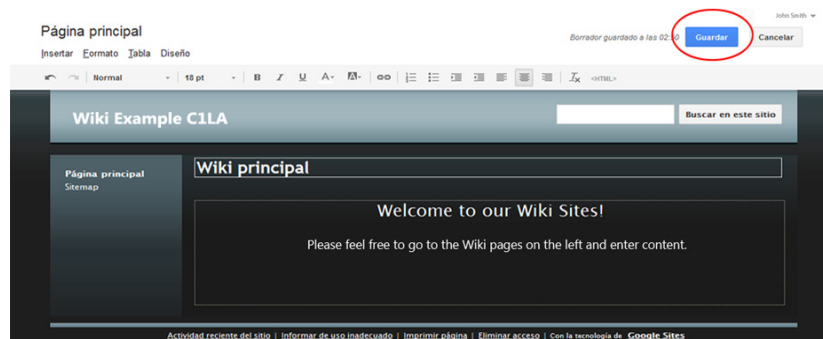 John Smith
Página principal
Borrador guardado a las 02:50 Guardar Cancelar
Insertar Eormato Tabla Diseño
Normal 18 pt B I U A <HTML>
Wiki Example C1LA
Buscar en este sitio
Página principal
Sitemap
Wiki principal
Welcome to our Wiki Sites!
Please feel free to go to the Wiki pages on the left and enter content.
Actividad reciente del sitio | Informar de uso inadecuado | Imprimir página | Eliminar acceso | Con la tecnología de Google Sites